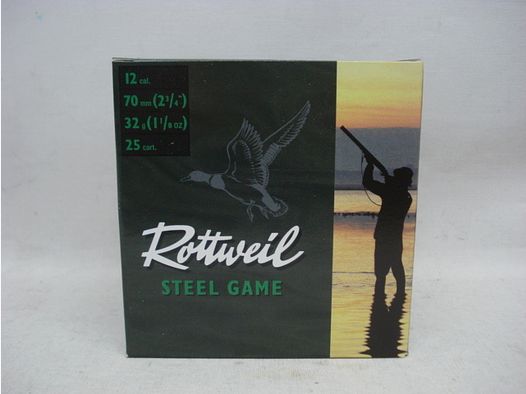 12 cal.
70 mm (2³/₄")
32 g (1¹/8 oz)
25 cart.
Rottweil
STEEL GAME